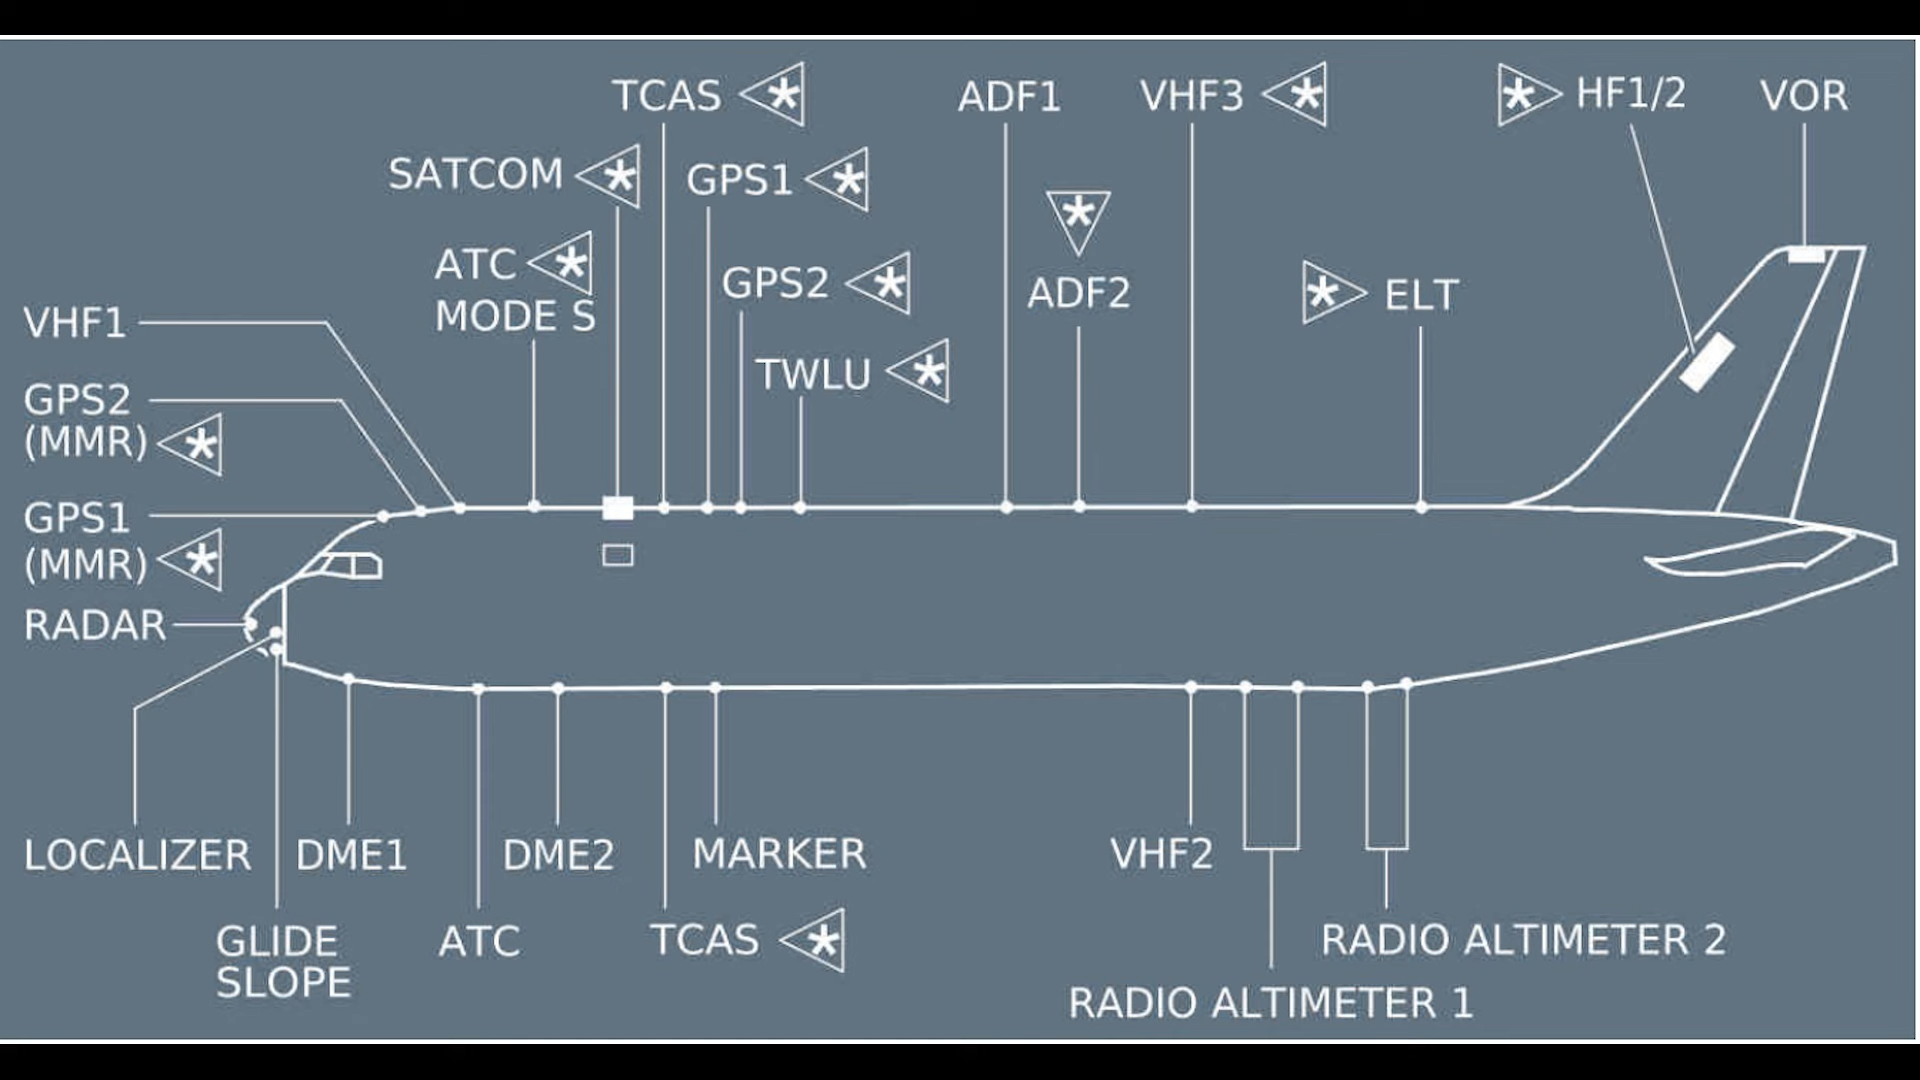 TCAS *
ADF1
VHF3 *
* HF1/2
VOR
SATCOM *
GPS1 *
ATC *
MODE S
GPS2 *
*
ADF2
* ELT
TWLU *
VHF1
GPS2
(MMR) *
GPS1
(MMR) *
RADAR
LOCALIZER
DME1
DME2
MARKER
VHF2
GLIDE
SLOPE
ATC
TCAS *
RADIO ALTIMETER 2
RADIO ALTIMETER 1